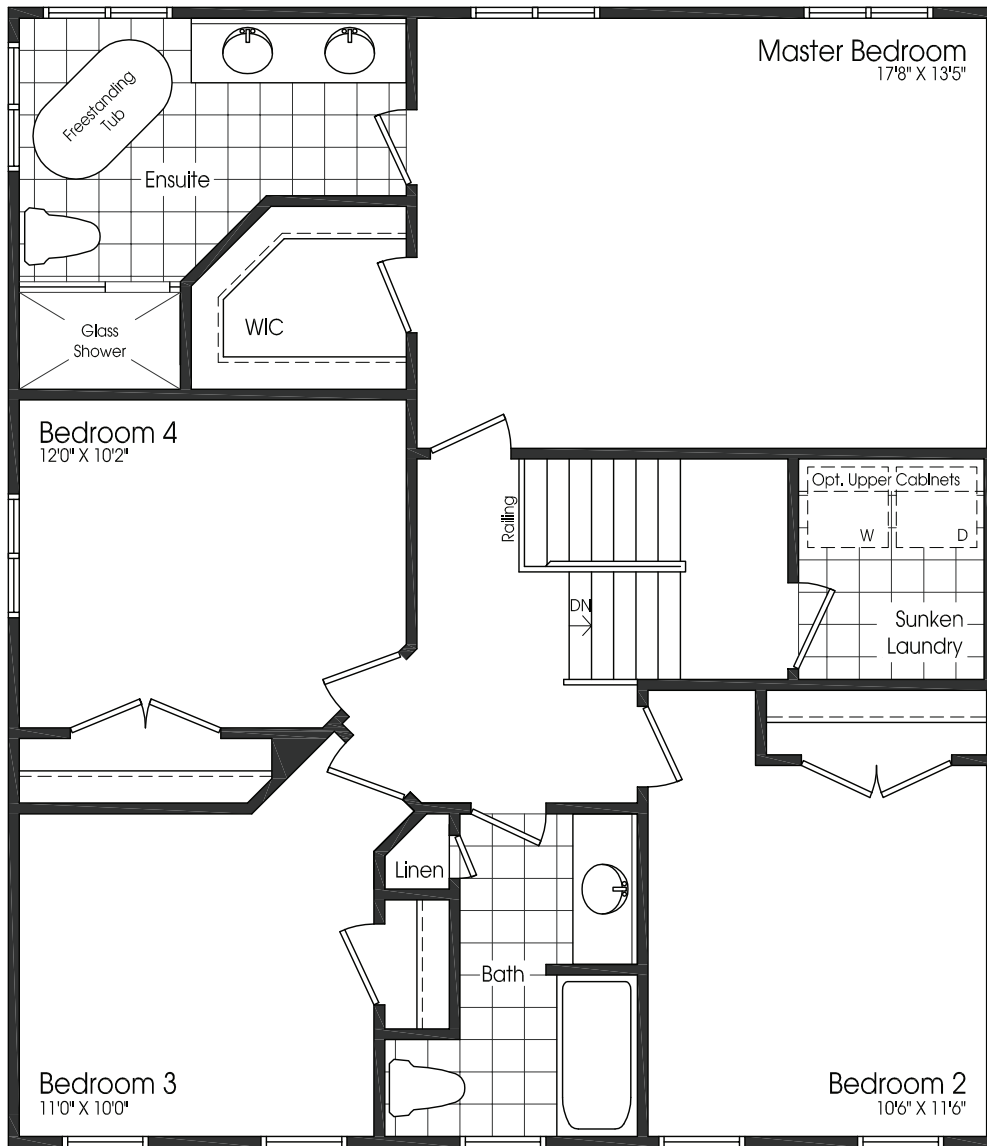 Master Bedroom
17'8" X 13'5"
Freestanding
Tub
Ensuite
WIC
Glass
Shower
Bedroom 4
12'0" X 10'2"
Opt. Upper Cabinets
W
D
Railing
DN
Sunken
Laundry
Linen
Bath
Bedroom 3
11'0" X 10'0"
Bedroom 2
10'6" X 11'6"